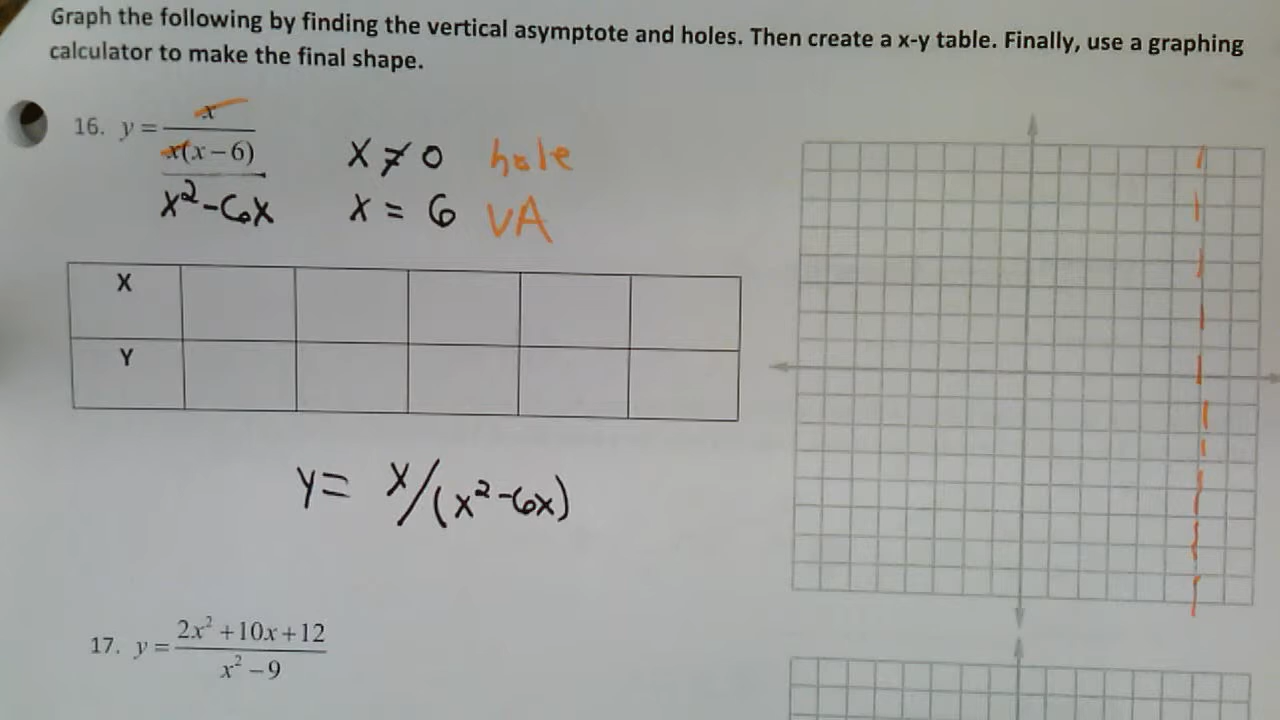 Graph the following by finding the vertical asymptote and holes. Then create a x-y table. Finally, use a graphing
calculator to make the final shape.
16. y = x / x(x − 6)
x ≠ 0 hole
x² - 6x
x = 6 VA
X
Y
y = x/(x² - 6x)
17. y = 2x² + 10x + 12 / x² − 9